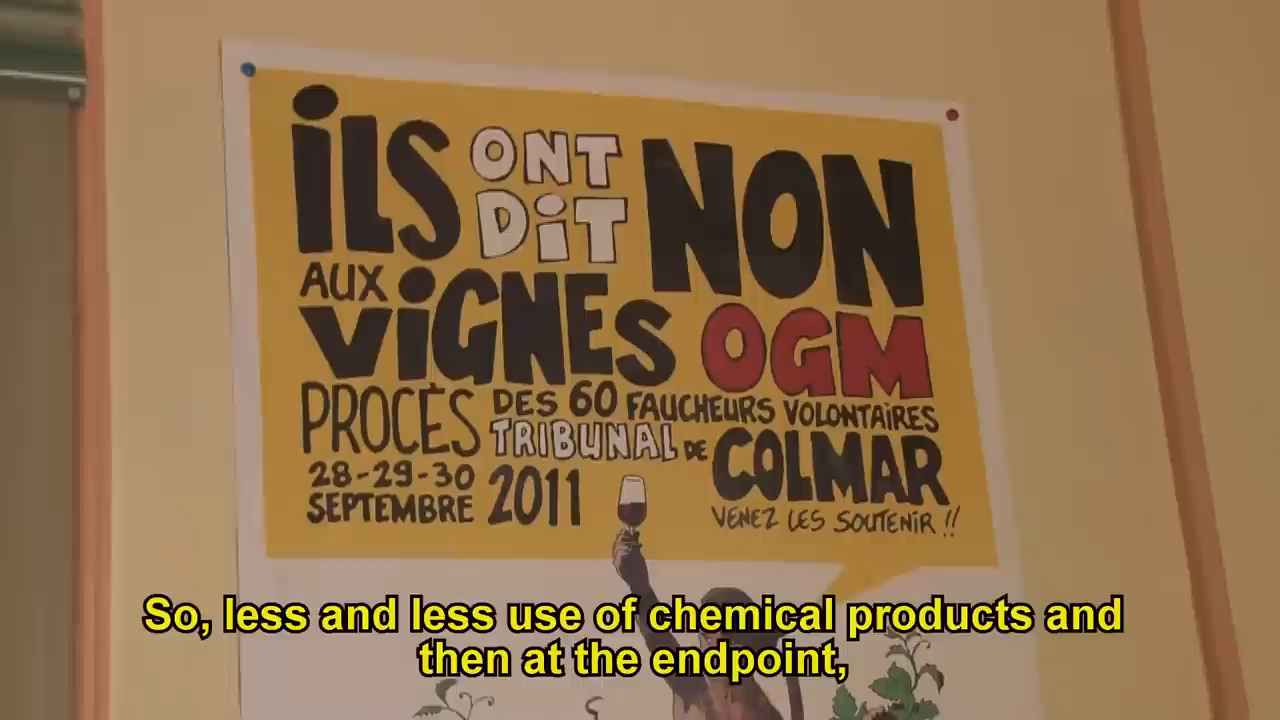 iLS ONT DiT NON
AUX ViGNES OGM
PROCÈS DES 60 FAUCHEURS VOLONTAiRES
TRIBUNAL DE COLMAR
28-29-30 SEPTEMBRE 2011
VENEZ LES SOUTENiR !!
So, less and less use of chemical products and
then at the endpoint,